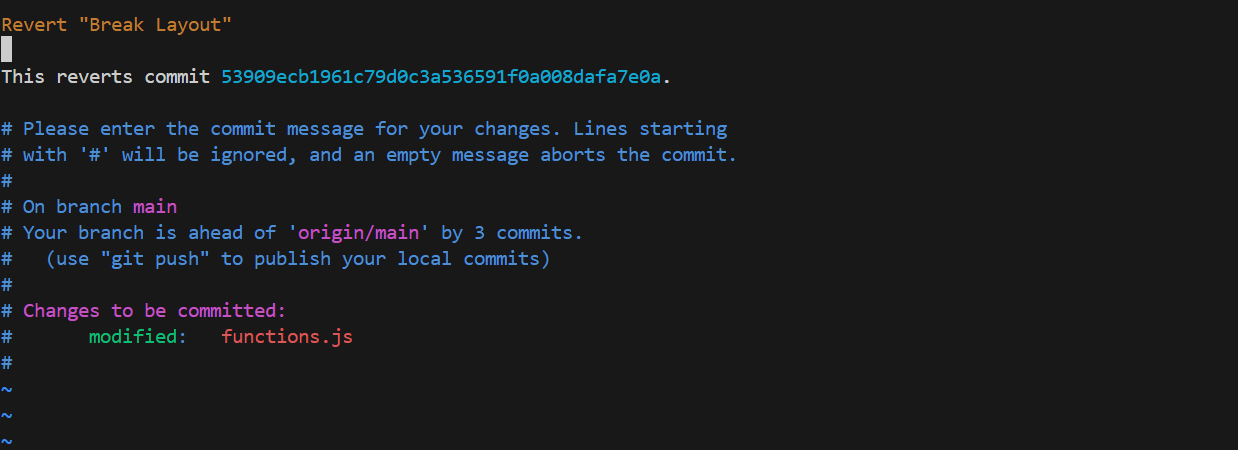 Revert "Break Layout"
This reverts commit 53909ecb1961c79d0c3a536591f0a008dafa7e0a.
# Please enter the commit message for your changes. Lines starting
# with '#' will be ignored, and an empty message aborts the commit.
#
# On branch main
# Your branch is ahead of 'origin/main' by 3 commits.
#   (use "git push" to publish your local commits)
#
# Changes to be committed:
#       modified:   functions.js
#
~
~
~